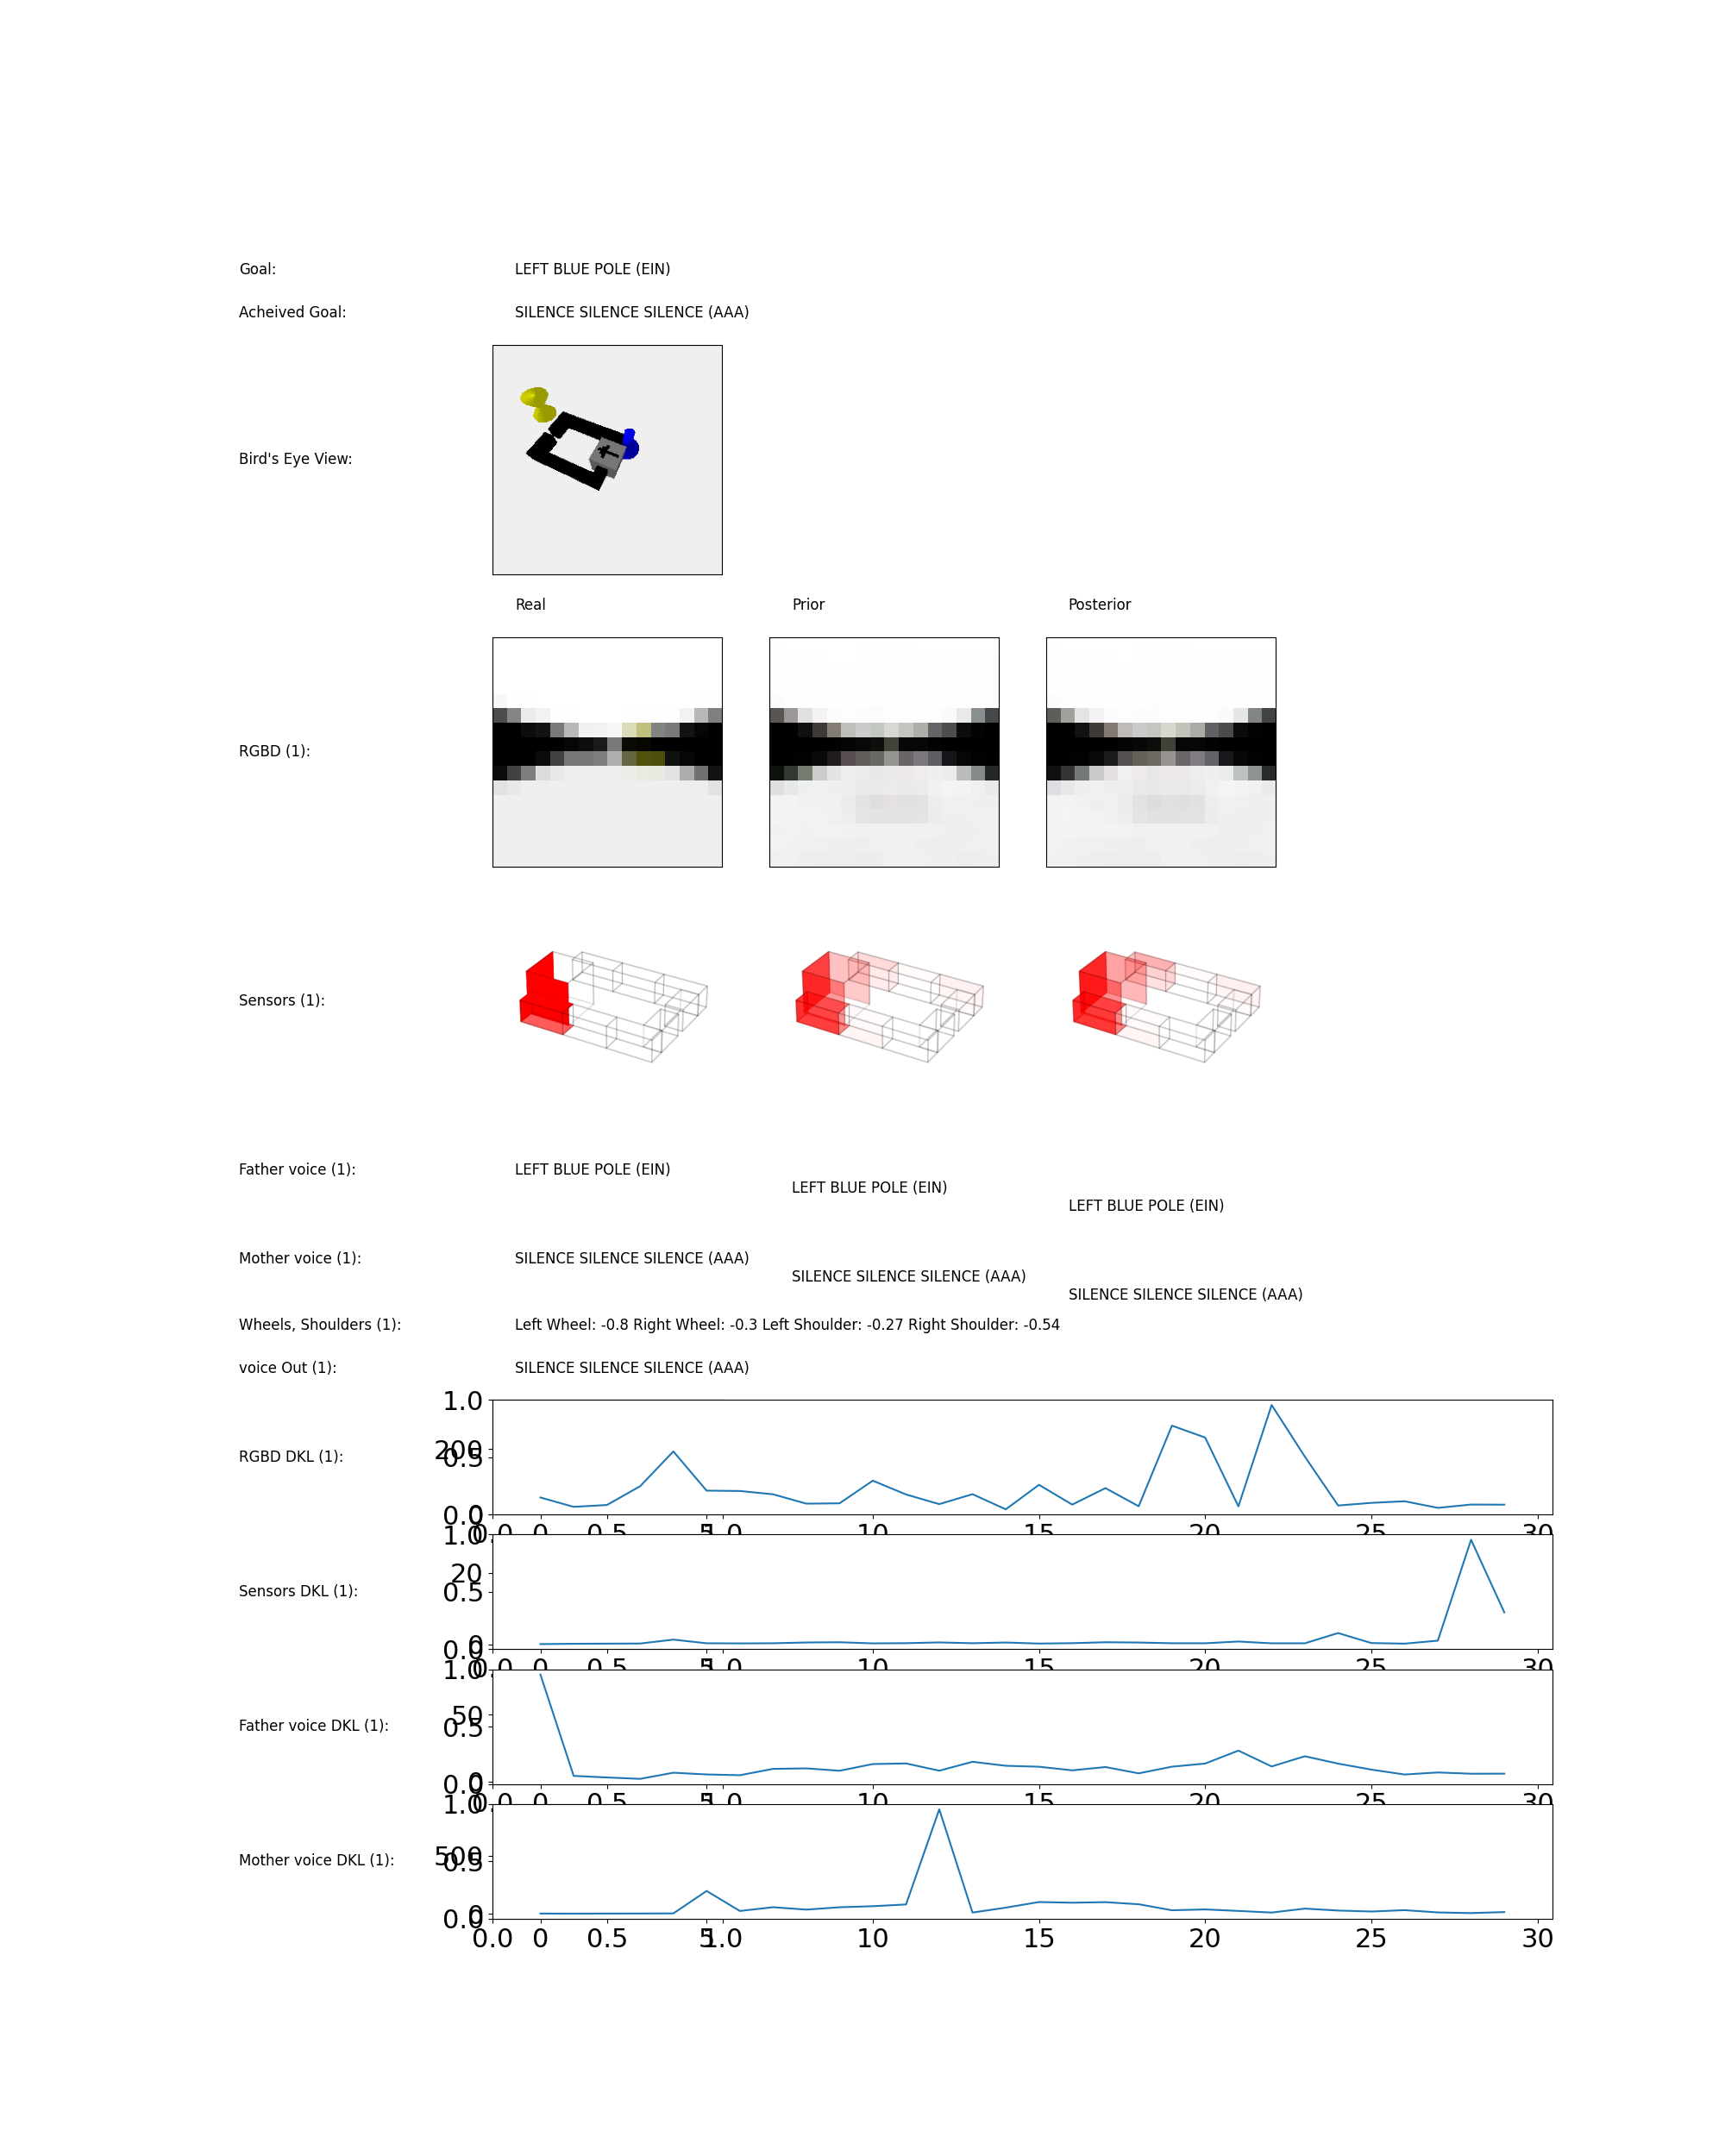 Goal: LEFT BLUE POLE (EIN)
Acheived Goal: SILENCE SILENCE SILENCE (AAA)
Bird's Eye View:
Real Prior Posterior
RGBD (1):
Sensors (1):
Father voice (1): LEFT BLUE POLE (EIN)
LEFT BLUE POLE (EIN)
LEFT BLUE POLE (EIN)
Mother voice (1): SILENCE SILENCE SILENCE (AAA)
SILENCE SILENCE SILENCE (AAA)
SILENCE SILENCE SILENCE (AAA)
Wheels, Shoulders (1): Left Wheel: -0.8 Right Wheel: -0.3 Left Shoulder: -0.27 Right Shoulder: -0.54
voice Out (1): SILENCE SILENCE SILENCE (AAA)
1.0
200
RGBD DKL (1): 0.5
0.0 0
0.0 0 0.5 5 1.0 10 15 20 25 30
1.0
20
Sensors DKL (1): 0.5
0.0 0
0.0 0 0.5 5 1.0 10 15 20 25 30
1.0
50
Father voice DKL (1): 0.5
0.0 0
0.0 0 0.5 5 1.0 10 15 20 25 30
1.0
500
Mother voice DKL (1): 0.5
0.0 0
0.0 0 0.5 5 1.0 10 15 20 25 30